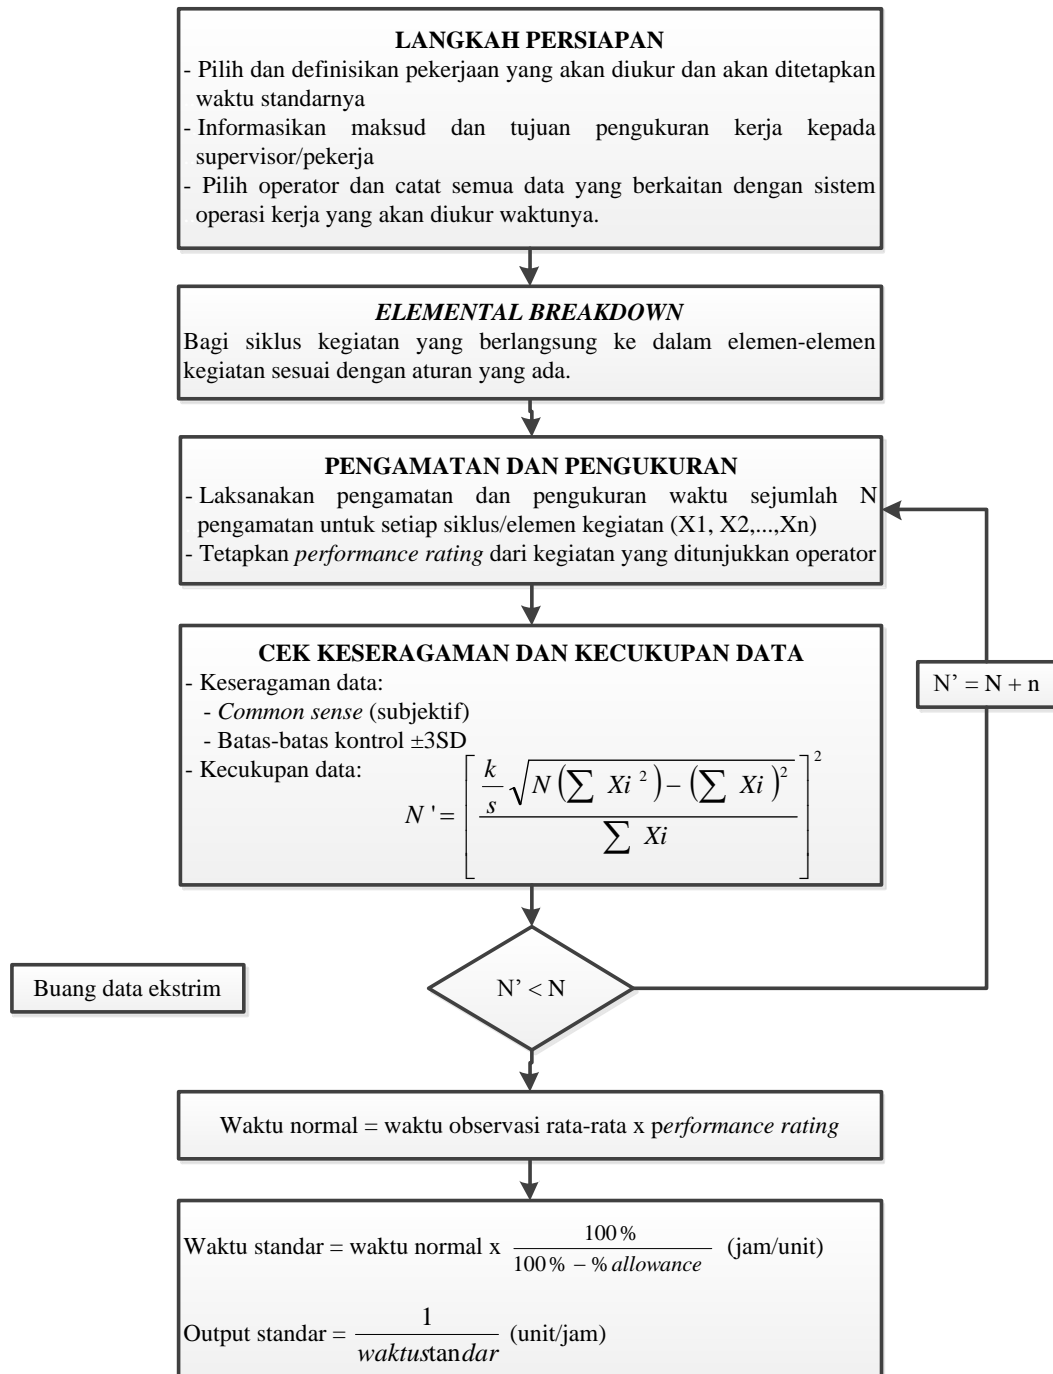 LANGKAH PERSIAPAN
- Pilih dan definisikan pekerjaan yang akan diukur dan akan ditetapkan
waktu standarnya
- Informasikan maksud dan tujuan pengukuran kerja kepada
supervisor/pekerja
- Pilih operator dan catat semua data yang berkaitan dengan sistem
operasi kerja yang akan diukur waktunya.
ELEMENTAL BREAKDOWN
Bagi siklus kegiatan yang berlangsung ke dalam elemen-elemen
kegiatan sesuai dengan aturan yang ada.
PENGAMATAN DAN PENGUKURAN
- Laksanakan pengamatan dan pengukuran waktu sejumlah N
pengamatan untuk setiap siklus/elemen kegiatan (X1, X2,...,Xn)
- Tetapkan performance rating dari kegiatan yang ditunjukkan operator
CEK KESERAGAMAN DAN KECUKUPAN DATA
- Keseragaman data:
- Common sense (subjektif)
- Batas-batas kontrol ±3SD
- Kecukupan data:
N ' = [ k/s √(N (∑ Xi ²) – (∑ Xi )²) / ∑ Xi ]²
N’ = N + n
Buang data ekstrim
N’ < N
Waktu normal = waktu observasi rata-rata x performance rating
Waktu standar = waktu normal x 100 % / 100 % – % allowance (jam/unit)
Output standar = 1 / waktustandar (unit/jam)